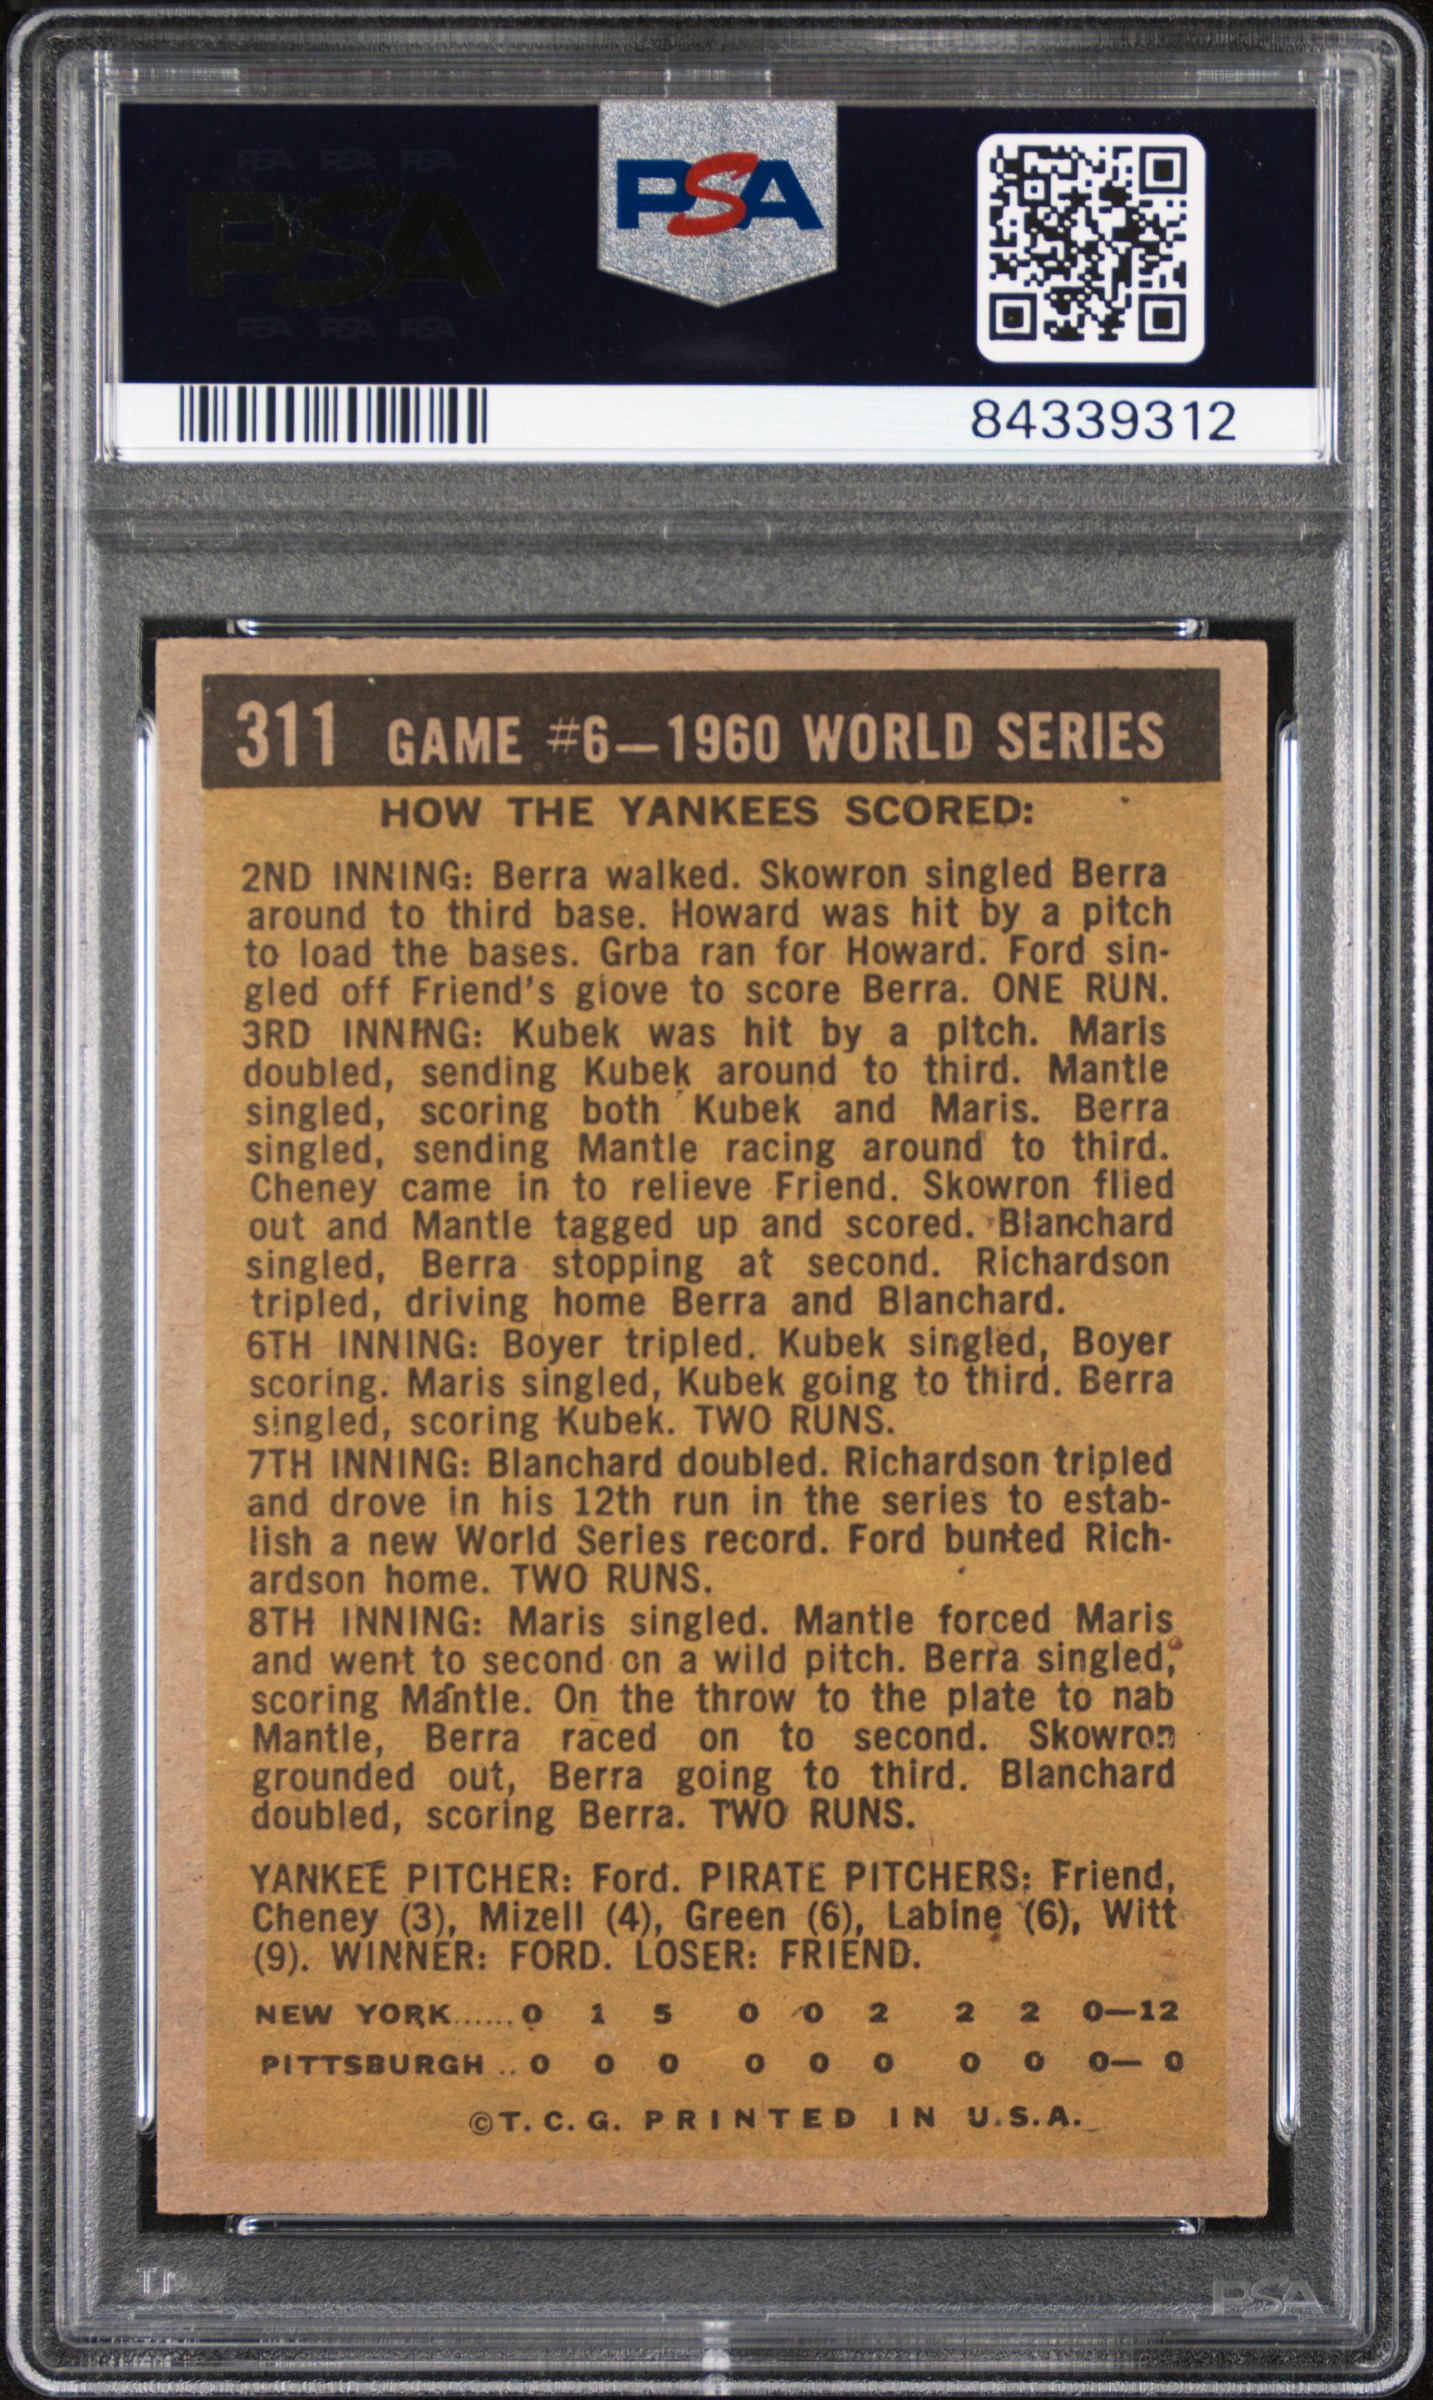 PSA PSA PSA
PSA
PSA PSA PSA
PSA
84339312
311 GAME #6—1960 WORLD SERIES
HOW THE YANKEES SCORED:
2ND INNING: Berra walked. Skowron singled Berra
around to third base. Howard was hit by a pitch
to load the bases. Grba ran for Howard. Ford sin-
gled off Friend's glove to score Berra. ONE RUN.
3RD INNING: Kubek was hit by a pitch. Maris
doubled, sending Kubek around to third. Mantle
singled, scoring both Kubek and Maris. Berra
singled, sending Mantle racing around to third.
Cheney came in to relieve Friend. Skowron flied
out and Mantle tagged up and scored. Blanchard
singled, Berra stopping at second. Richardson
tripled, driving home Berra and Blanchard.
6TH INNING: Boyer tripled. Kubek singled, Boyer
scoring. Maris singled, Kubek going to third. Berra
singled, scoring Kubek. TWO RUNS.
7TH INNING: Blanchard doubled. Richardson tripled
and drove in his 12th run in the series to estab-
lish a new World Series record. Ford bunted Rich-
ardson home. TWO RUNS.
8TH INNING: Maris singled. Mantle forced Maris
and went to second on a wild pitch. Berra singled,
scoring Mantle. On the throw to the plate to nab
Mantle, Berra raced on to second. Skowron
grounded out, Berra going to third. Blanchard
doubled, scoring Berra. TWO RUNS.
YANKEE PITCHER: Ford. PIRATE PITCHERS: Friend,
Cheney (3), Mizell (4), Green (6), Labine (6), Witt
(9). WINNER: FORD. LOSER: FRIEND.
NEW YORK......0 1 5 0 0 2 2 2 0—12
PITTSBURGH ..0 0 0 0 0 0 0 0 0— 0
©T.C.G. PRINTED IN U.S.A.
PSA